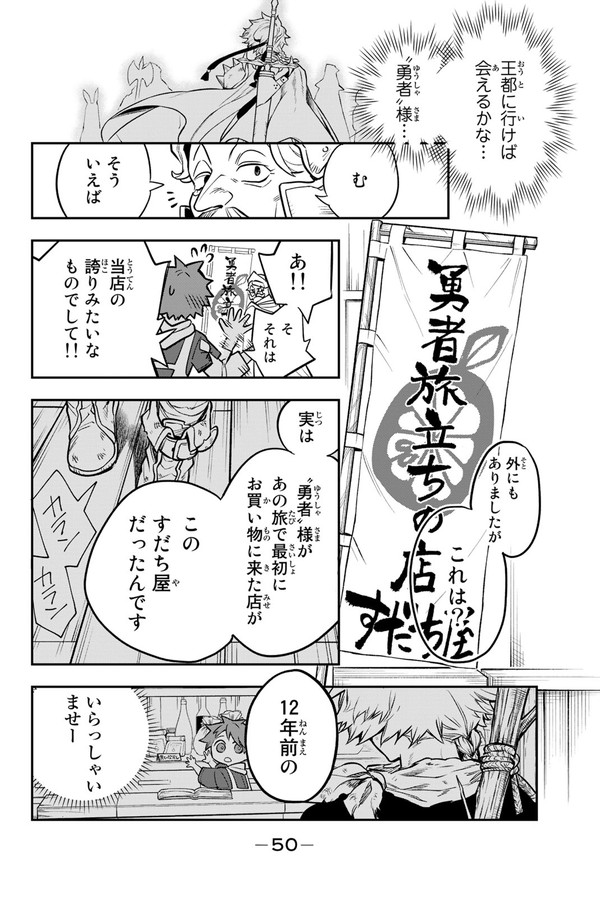 王都に行けば
会えるかな…
〝勇者〟様…
む
そう
いえば
外にも
ありましたが
これは?
勇者旅立ちの店
すだち屋
あ!!
そ
それは
勇者旅立
当店の
誇りみたいな
ものでして!!
実は
〝勇者〟様が
あの旅で最初に
お買い物に来た店が
この
すだち屋
だったんです
カラン
カラン
12年前の
いらっしゃい
ませー
―50―